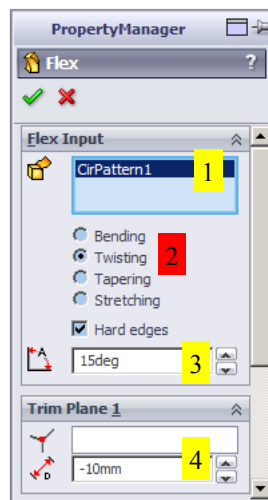 PropertyManager
Flex ?
Flex Input
CirPattern1 1
Bending
Twisting 2
Tapering
Stretching
Hard edges
A 15deg 3
Trim Plane 1
D -10mm 4